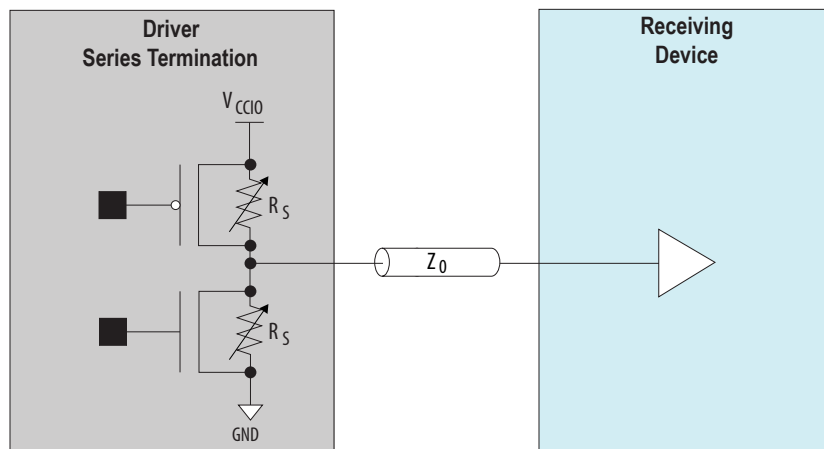 Driver
Series Termination
Receiving
Device
V CCIO
R S
Z 0
R S
GND